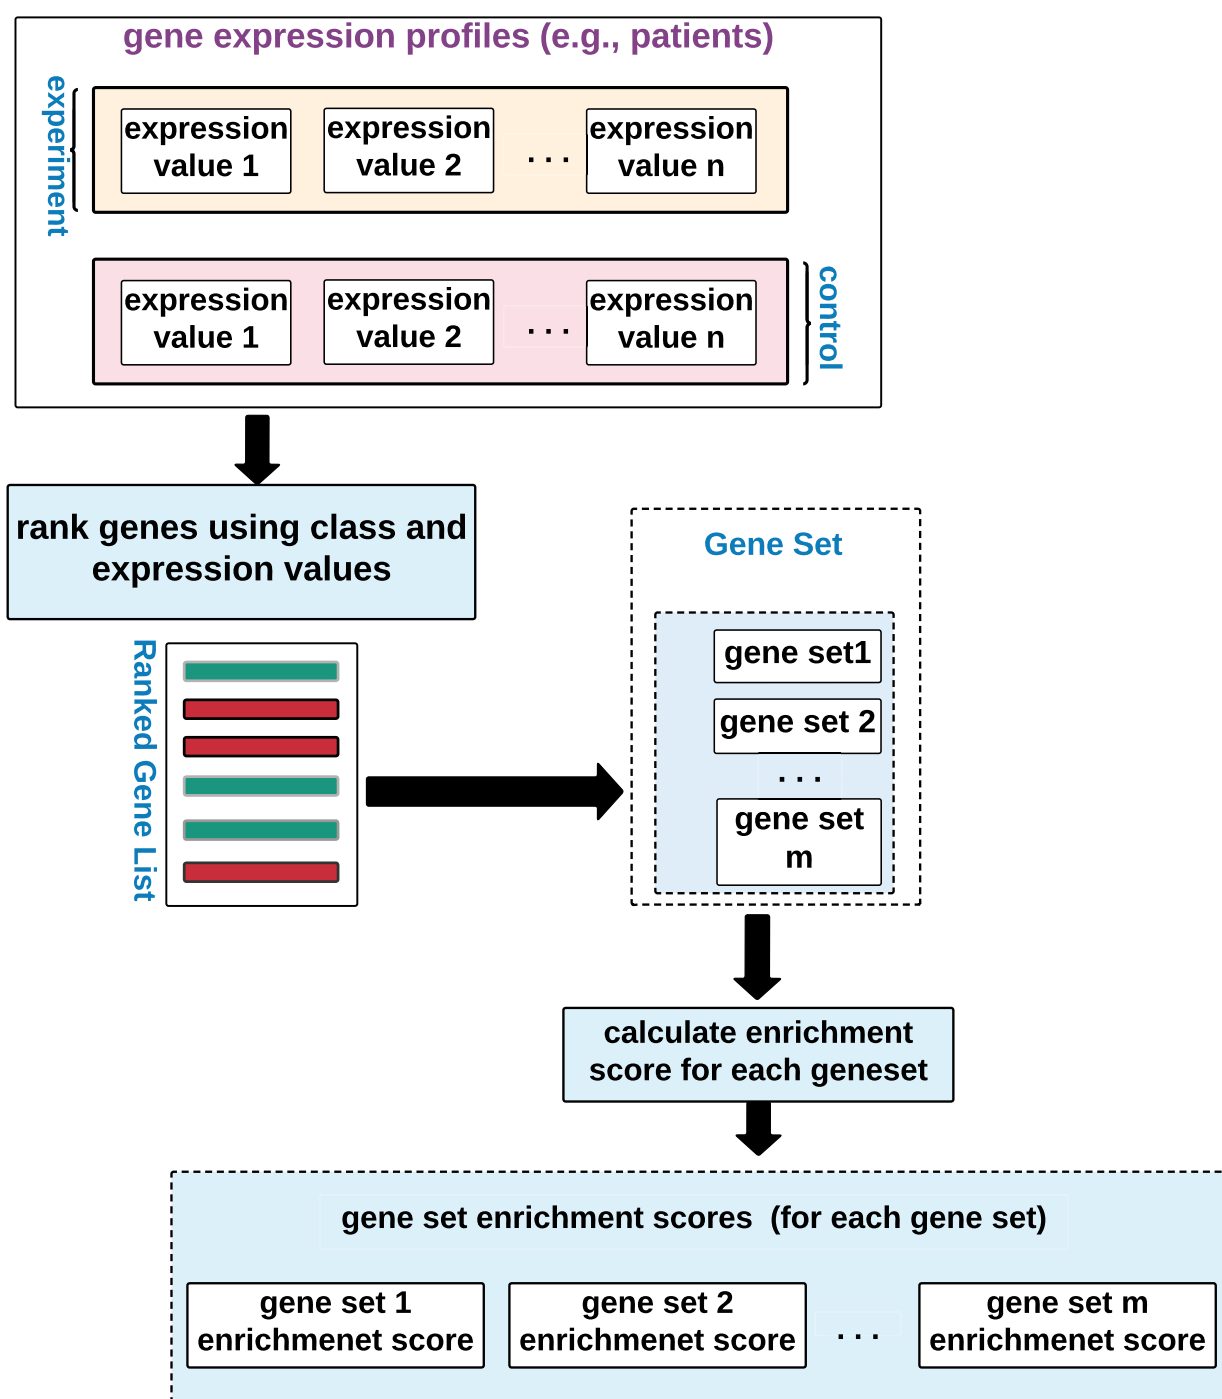 gene expression profiles (e.g., patients)
experiment
expression
value 1
expression
value 2
. . .
expression
value n
expression
value 1
expression
value 2
. . .
expression
value n
control
rank genes using class and
expression values
Ranked Gene List
Gene Set
gene set1
gene set 2
. . .
gene set
m
calculate enrichment
score for each geneset
gene set enrichment scores  (for each gene set)
gene set 1
enrichmenet score
gene set 2
enrichmenet score
. . .
gene set m
enrichmenet score